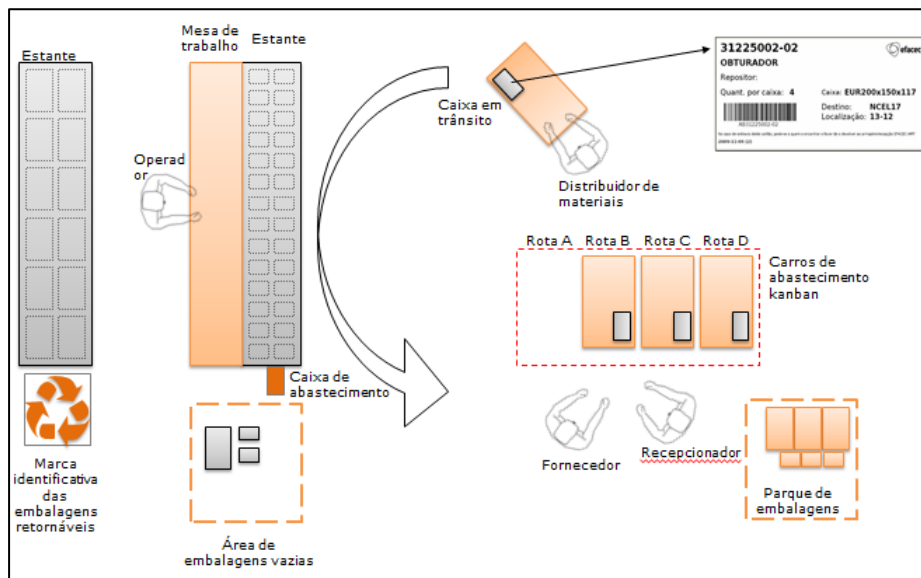 Estante
Mesa de
trabalho
Estante
Operad
or
Caixa em
trânsito
Distribuidor de
materiais
31225002-02
efacec
OBTURADOR
Repositor:
Quant. por caixa: 4
Caixa: EUR200x150x117
Destino: NCEL17
Localização: 13-12
Rota A
Rota B
Rota C
Rota D
Carros de
abastecimento
kanban
Caixa de
abastecimento
Marca
identificativa
das
embalagens
retornáveis
Área de
embalagens vazias
Fornecedor
Recepcionador
Parque de
embalagens